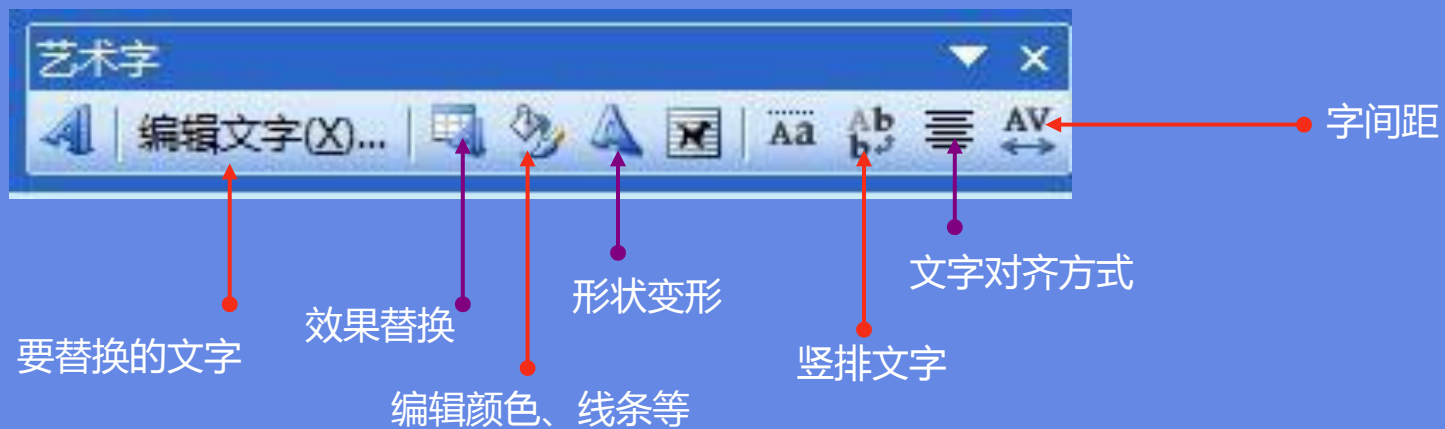 艺术字
编辑文字(X)...
Aa
Ab
b
AV
字间距
文字对齐方式
形状变形
效果替换
要替换的文字
竖排文字
编辑颜色、线条等